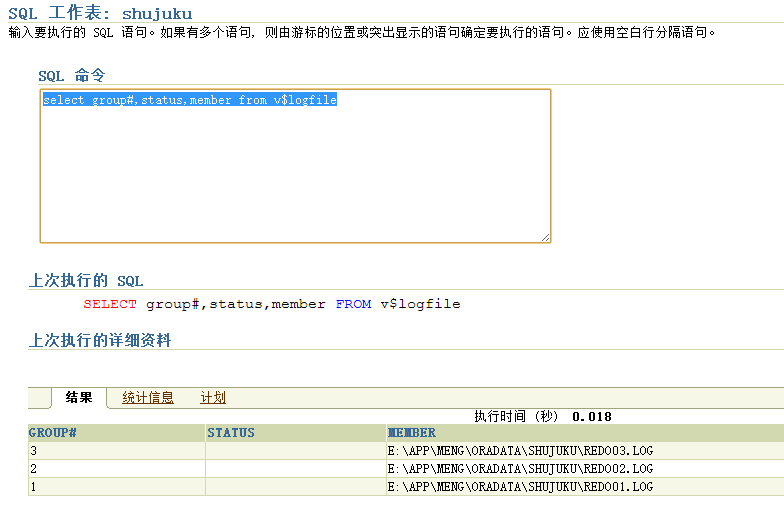 SQL 工作表: shujuku
输入要执行的 SQL 语句。如果有多个语句, 则由游标的位置或突出显示的语句确定要执行的语句。应使用空白行分隔语句。
SQL 命令
select group#,status,member from v$logfile
上次执行的 SQL
SELECT group#,status,member FROM v$logfile
上次执行的详细资料
结果 统计信息 计划
执行时间 (秒) 0.018
GROUP# STATUS MEMBER
3 E:\APP\MENG\ORADATA\SHUJUKU\REDO03.LOG
2 E:\APP\MENG\ORADATA\SHUJUKU\REDO02.LOG
1 E:\APP\MENG\ORADATA\SHUJUKU\REDO01.LOG